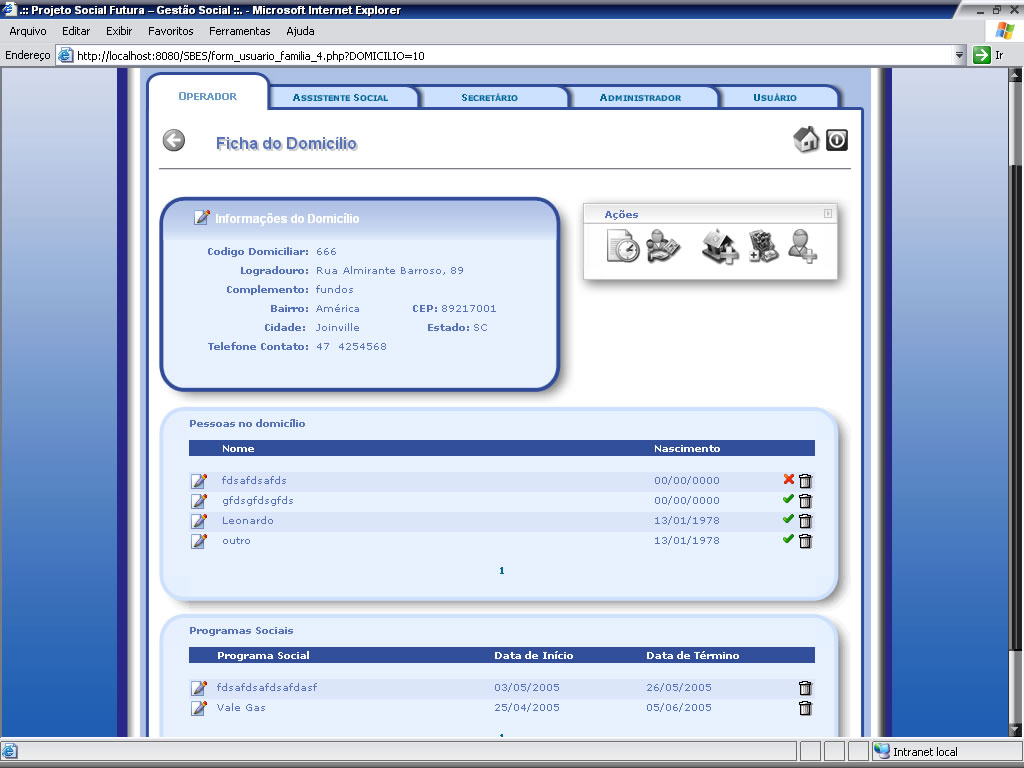 .:: Projeto Social Futura – Gestão Social ::. - Microsoft Internet Explorer
Arquivo Editar Exibir Favoritos Ferramentas Ajuda
Endereço http://localhost:8080/SBES/form_usuario_familia_4.php?DOMICILIO=10 Ir
OPERADOR ASSISTENTE SOCIAL SECRETÁRIO ADMINISTRADOR USUÁRIO
Ficha do Domicílio
Informações do Domicílio
Codigo Domiciliar: 666
Logradouro: Rua Almirante Barroso, 89
Complemento: fundos
Bairro: América CEP: 89217001
Cidade: Joinville Estado: SC
Telefone Contato: 47 4254568
Ações
Pessoas no domicílio
Nome Nascimento
fdsafdsafds 00/00/0000
gfdsgfdsgfds 00/00/0000
Leonardo 13/01/1978
outro 13/01/1978
1
Programas Sociais
Programa Social Data de Início Data de Término
fdsafdsafdsafdasf 03/05/2005 26/05/2005
Vale Gas 25/04/2005 05/06/2005
Intranet local